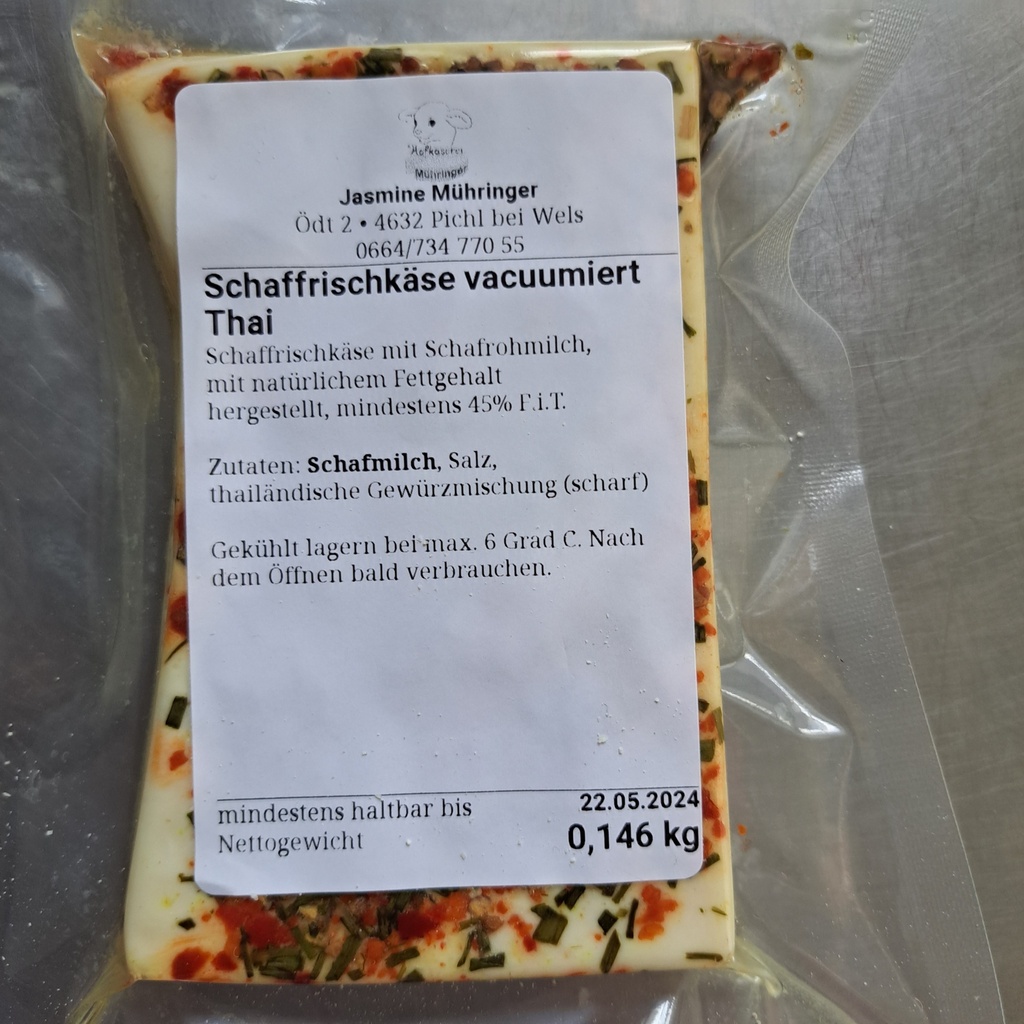 Hofkäserei
Mühringer
Jasmine Mühringer
Ödt 2 • 4632 Pichl bei Wels
0664/734 770 55
Schaffrischkäse vacuumiert
Thai
Schaffrischkäse mit Schafrohmilch,
mit natürlichem Fettgehalt
hergestellt, mindestens 45% F.i.T.
Zutaten: Schafmilch, Salz,
thailändische Gewürzmischung (scharf)
Gekühlt lagern bei max. 6 Grad C. Nach
dem Öffnen bald verbrauchen.
mindestens haltbar bis 22.05.2024
Nettogewicht 0,146 kg